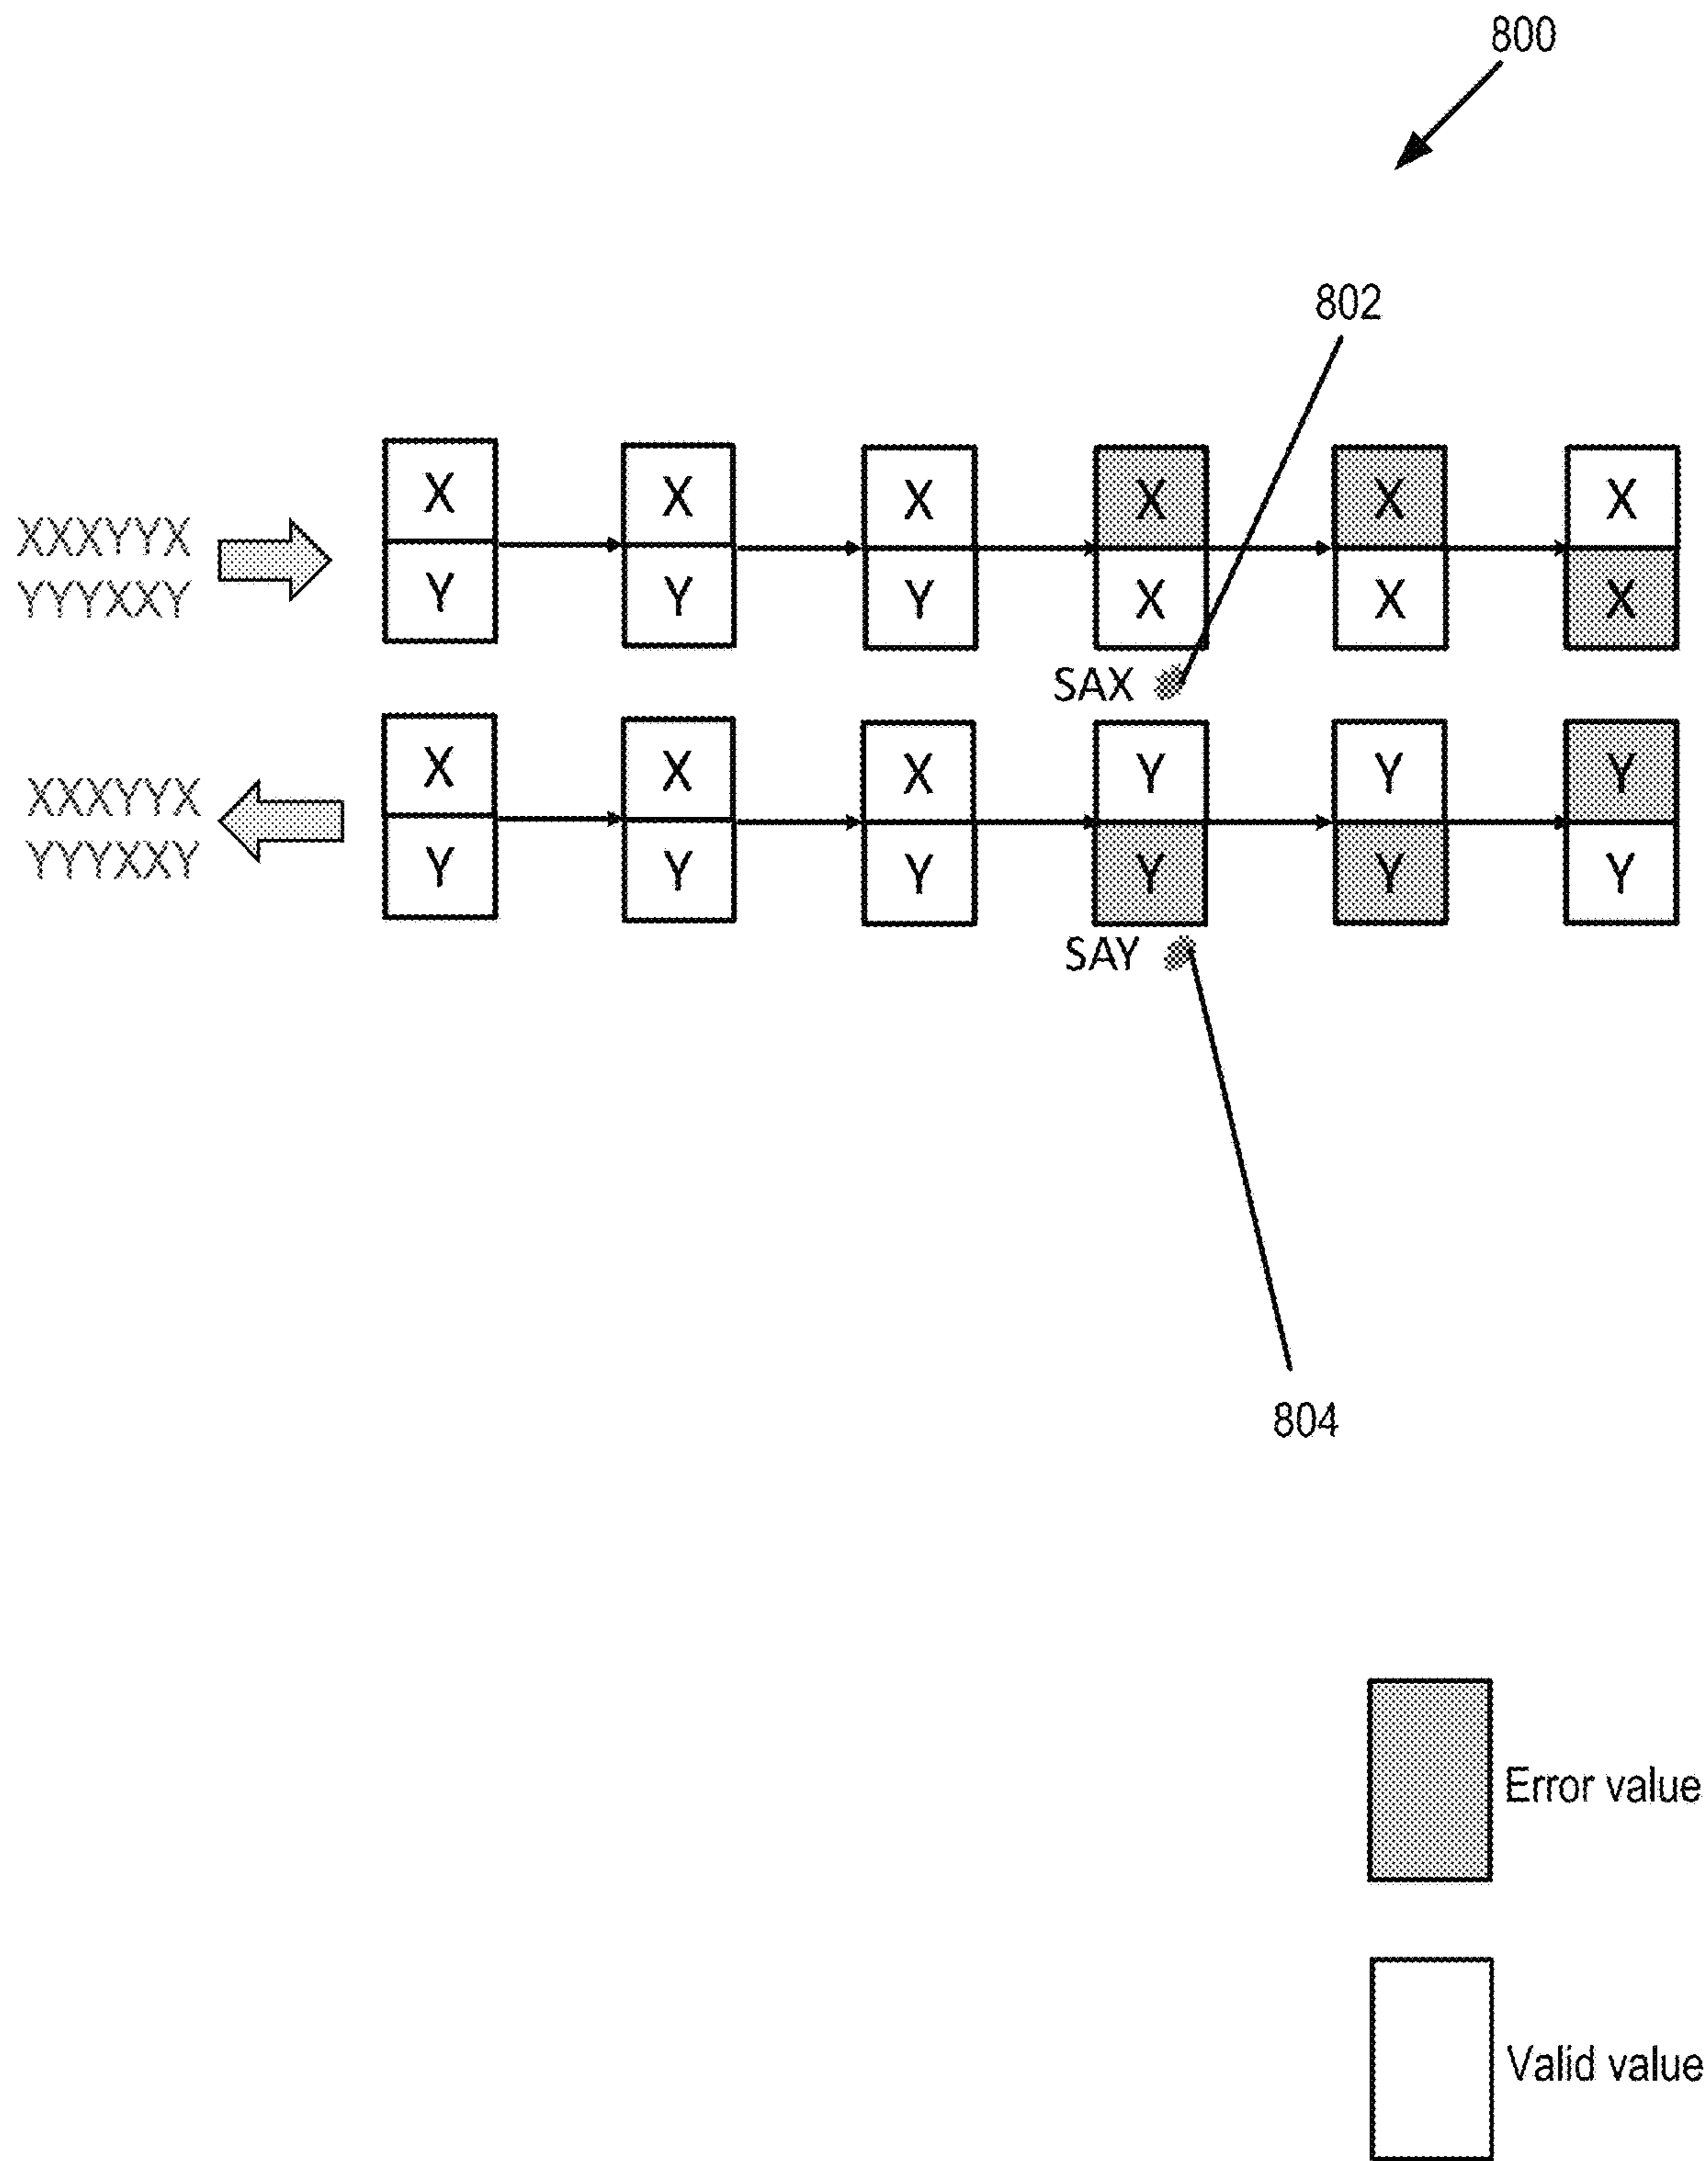 800
802
X X X X X X
XXXYYX
YYYXXY
Y Y Y X X X
SAX
X X X Y Y Y
XXXYYX
YYYXXY
Y Y Y Y Y Y
SAY
804
Error value
Valid value